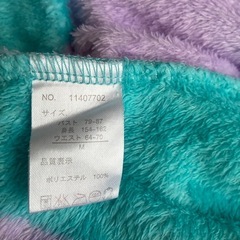 NO. 11407702
サイズ
バスト 79-87
身長 154-162
ウエスト 64-70
M
品質表示
ポリエステル 100%